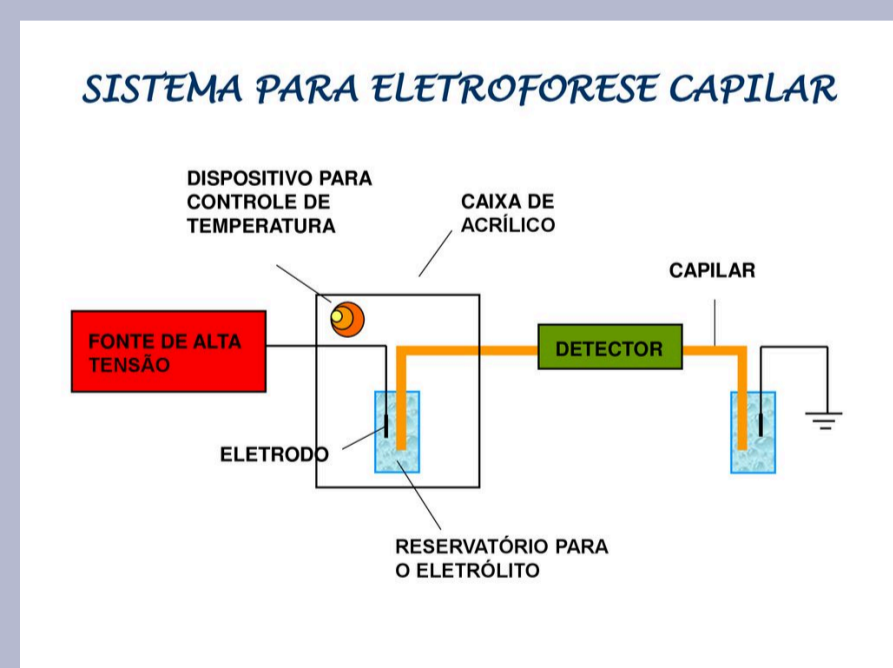 SISTEMA PARA ELETROFORESE CAPILAR
DISPOSITIVO PARA
CONTROLE DE
TEMPERATURA
CAIXA DE
ACRÍLICO
CAPILAR
FONTE DE ALTA
TENSÃO
DETECTOR
ELETRODO
RESERVATÓRIO PARA
O ELETRÓLITO